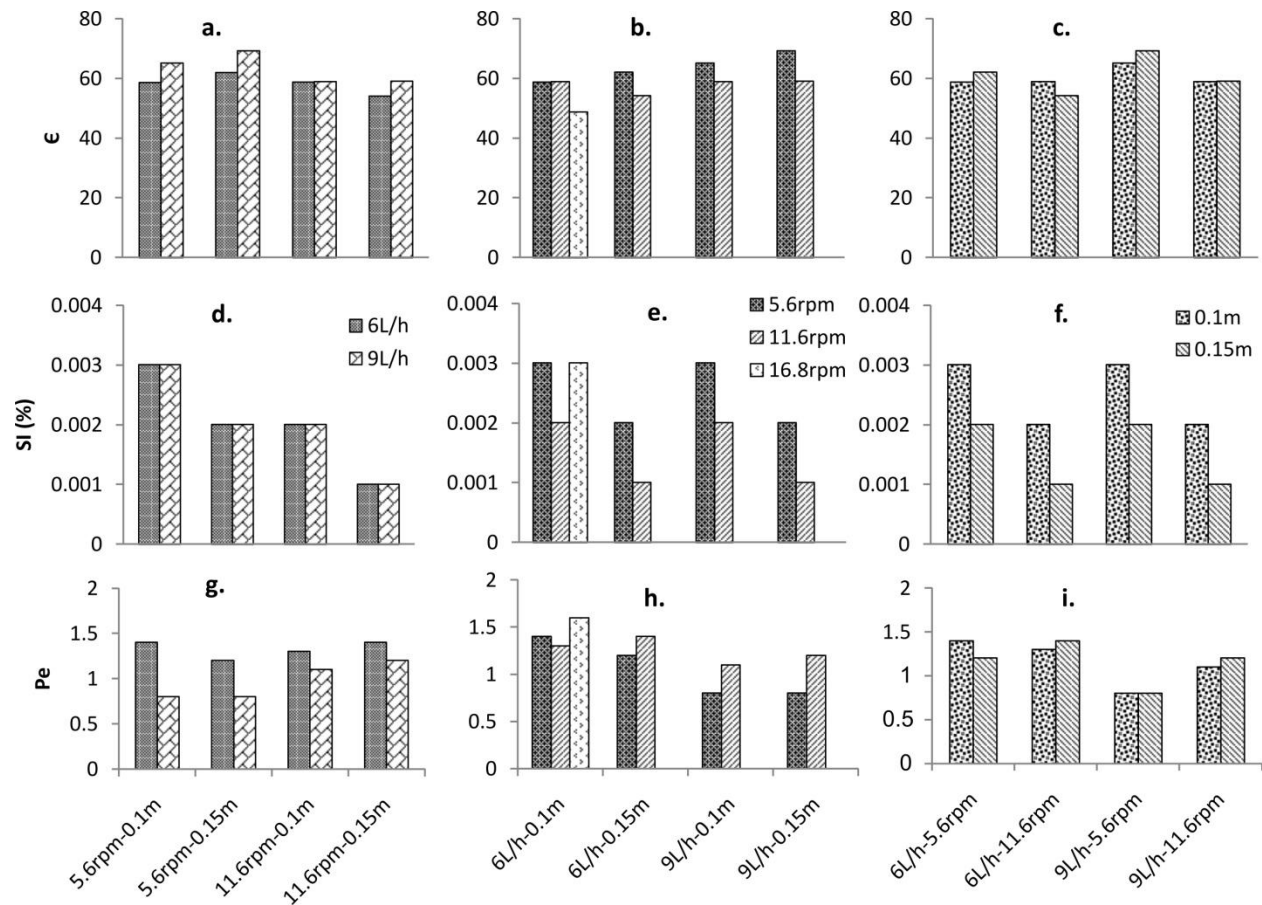 a.
80
60
40
20
0
є
b.
80
60
40
20
0
c.
80
60
40
20
0
d.
0.004
0.003
0.002
0.001
0
SI (%)
6L/h
9L/h
e.
0.004
0.003
0.002
0.001
0
5.6rpm
11.6rpm
16.8rpm
f.
0.004
0.003
0.002
0.001
0
0.1m
0.15m
g.
2
1.5
1
0.5
0
Pe
5.6rpm-0.1m
5.6rpm-0.15m
11.6rpm-0.1m
11.6rpm-0.15m
h.
2
1.5
1
0.5
0
6L/h-0.1m
6L/h-0.15m
9L/h-0.1m
9L/h-0.15m
i.
2
1.5
1
0.5
0
6L/h-5.6rpm
6L/h-11.6rpm
9L/h-5.6rpm
9L/h-11.6rpm